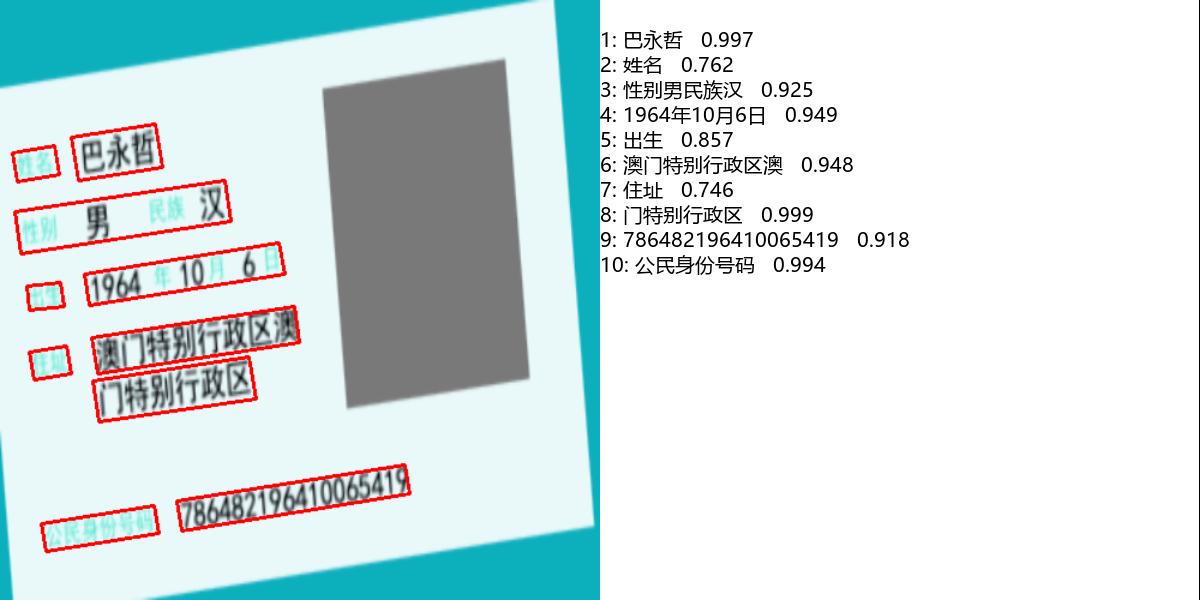 姓名 巴永哲
性别 男 民族 汉
出生 1964 年 10 月 6 日
住址 澳门特别行政区澳
门特别行政区
公民身份号码 786482196410065419
1: 巴永哲 0.997
2: 姓名 0.762
3: 性别男民族汉 0.925
4: 1964年10月6日 0.949
5: 出生 0.857
6: 澳门特别行政区澳 0.948
7: 住址 0.746
8: 门特别行政区 0.999
9: 786482196410065419 0.918
10: 公民身份号码 0.994